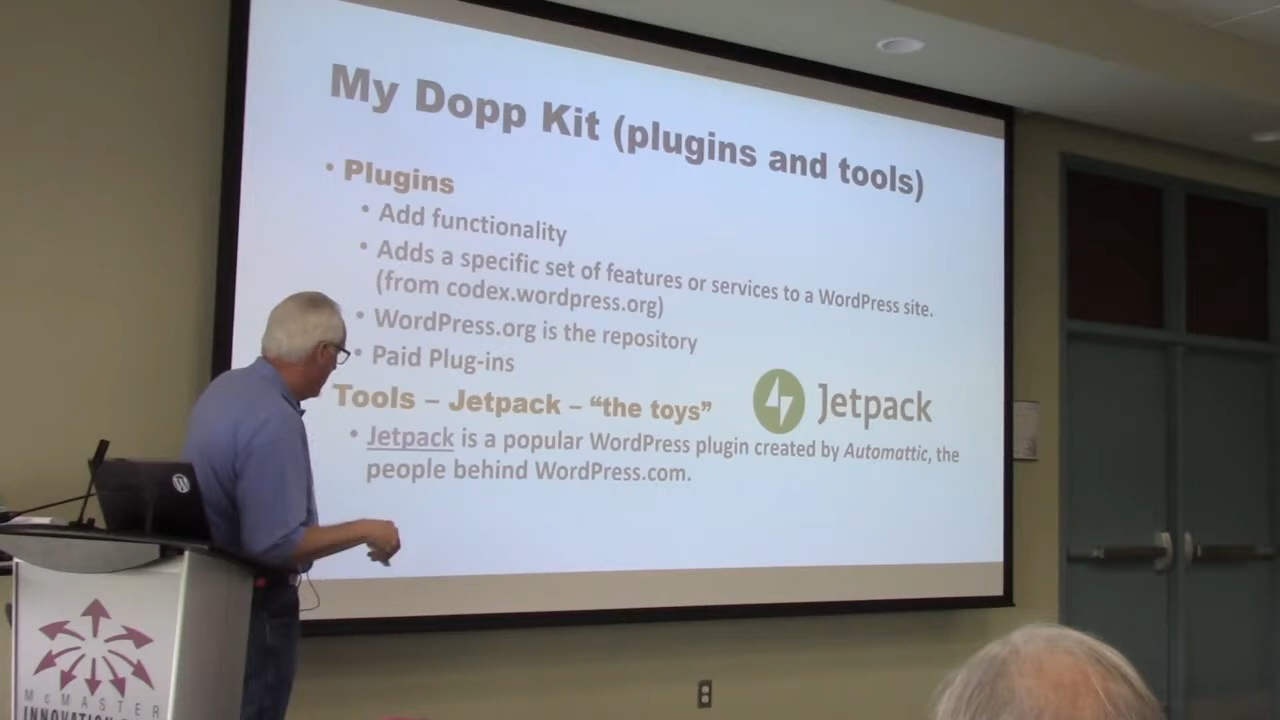 My Dopp Kit (plugins and tools)
• Plugins
• Add functionality
• Adds a specific set of features or services to a WordPress site.
(from codex.wordpress.org)
• WordPress.org is the repository
• Paid Plug-ins
Tools – Jetpack – “the toys”
Jetpack
• Jetpack is a popular WordPress plugin created by Automattic, the
people behind WordPress.com.
McMASTER
INNOVATION